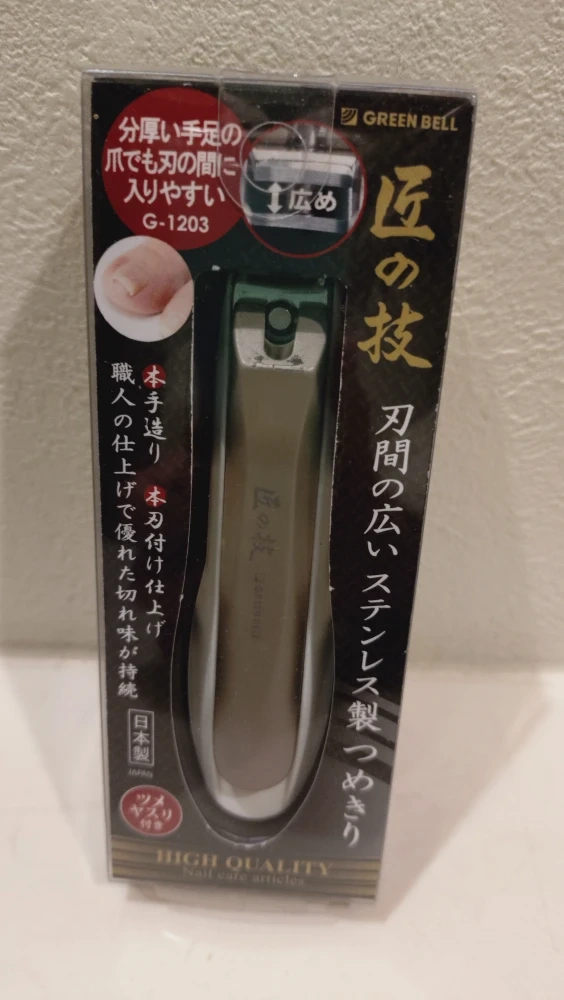 分厚い手足の
爪でも刃の間に
入りやすい
G-1203
広め
GREEN BELL
匠の技
刃間の広い ステンレス製 つめきり
本手造り 本刃付け仕上げ
職人の仕上げで優れた切れ味が持続
匠の技
日本製
JAPAN
ツメ
ヤスリ
付き
HIGH QUALITY
Nail care articles